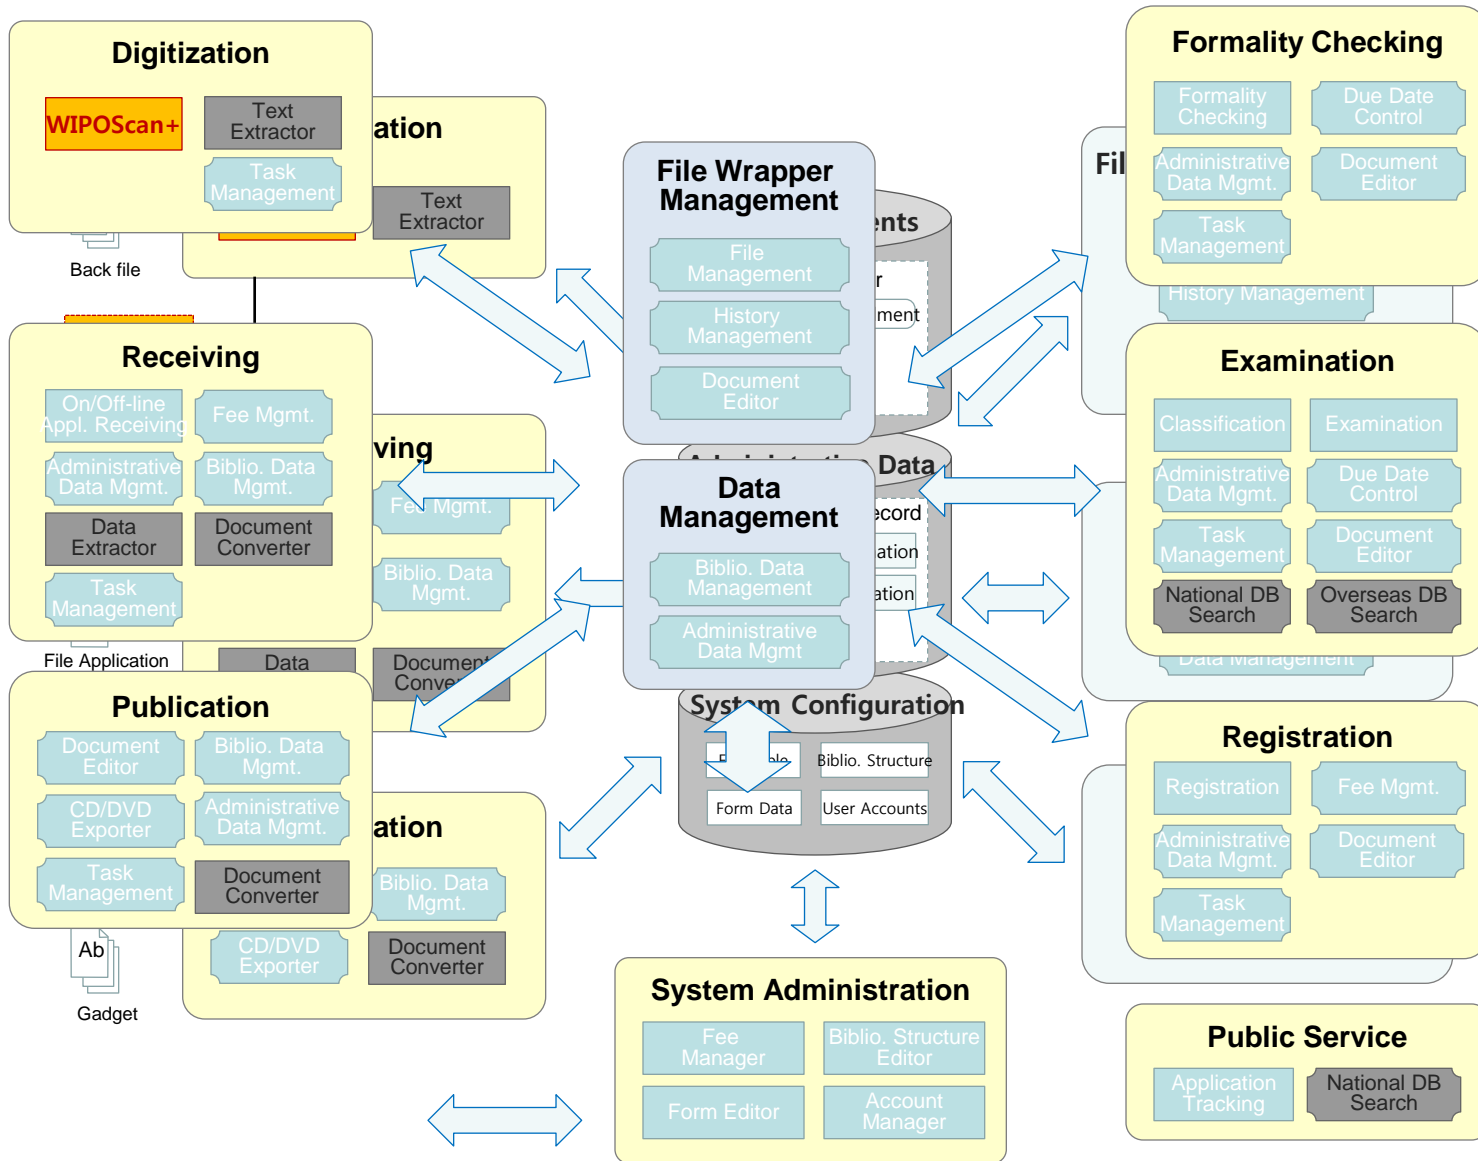 Digitization
WIPOScan+
Text
Extractor
Task
Management
ation
Text
Extractor
Back file
Receiving
On/Off-line
Appl. Receiving
Fee Mgmt.
Administrative
Data Mgmt.
Biblio. Data
Mgmt.
Data
Extractor
Document
Converter
Task
Management
ving
Fee Mgmt.
Biblio. Data
Mgmt.
Data
Document
Converter
File Application
Publication
Document
Editor
Biblio. Data
Mgmt.
CD/DVD
Exporter
Administrative
Data Mgmt.
Task
Management
Document
Converter
ation
Biblio. Data
Mgmt.
CD/DVD
Exporter
Document
Converter
Ab
Gadget
File Wrapper
Management
File
Management
History
Management
Document
Editor
ents
r
ment
Administrative Data
Data
Management
Biblio. Data
Management
Administrative
Data Mgmt
ecord
ation
ation
System Configuration
Biblio. Structure
Form Data
User Accounts
System Administration
Fee
Manager
Biblio. Structure
Editor
Form Editor
Account
Manager
Formality Checking
Formality
Checking
Due Date
Control
Administrative
Data Mgmt.
Document
Editor
Task
Management
Fil
History Management
Examination
Classification
Examination
Administrative
Data Mgmt.
Due Date
Control
Task
Management
Document
Editor
National DB
Search
Overseas DB
Search
Data Management
Registration
Registration
Fee Mgmt.
Administrative
Data Mgmt.
Document
Editor
Task
Management
Public Service
Application
Tracking
National DB
Search